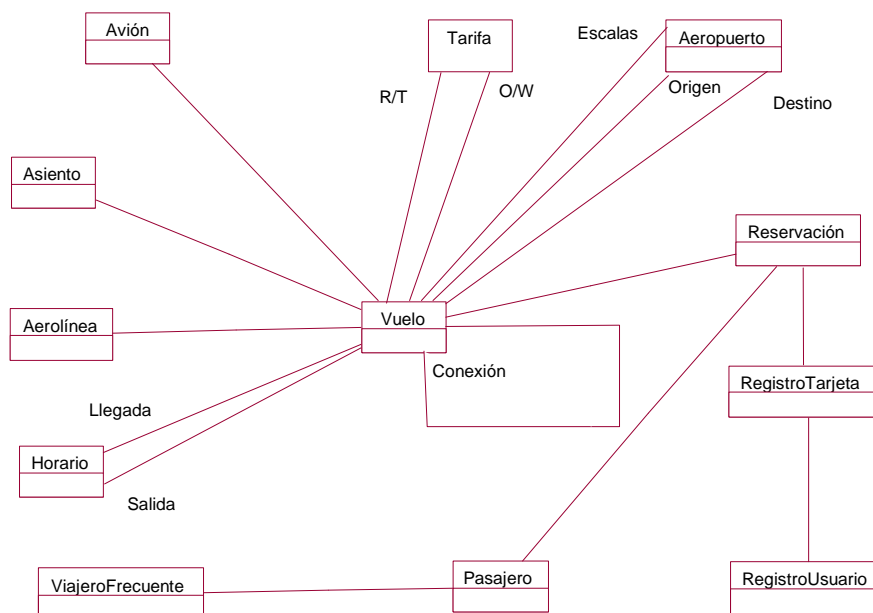 Avión
Tarifa
Escalas
Aeropuerto
R/T
O/W
Origen
Destino
Asiento
Reservación
Aerolínea
Vuelo
Conexión
RegistroTarjeta
Llegada
Horario
Salida
ViajeroFrecuente
Pasajero
RegistroUsuario